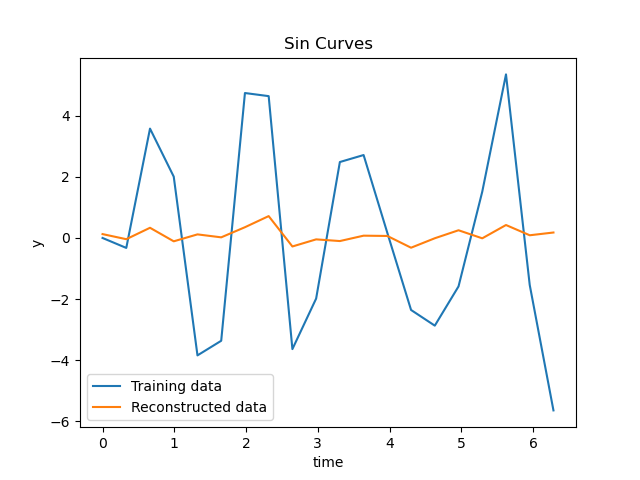 Sin Curves
4
2
0
−2
−4
−6
y
Training data
Reconstructed data
0 1 2 3 4 5 6
time